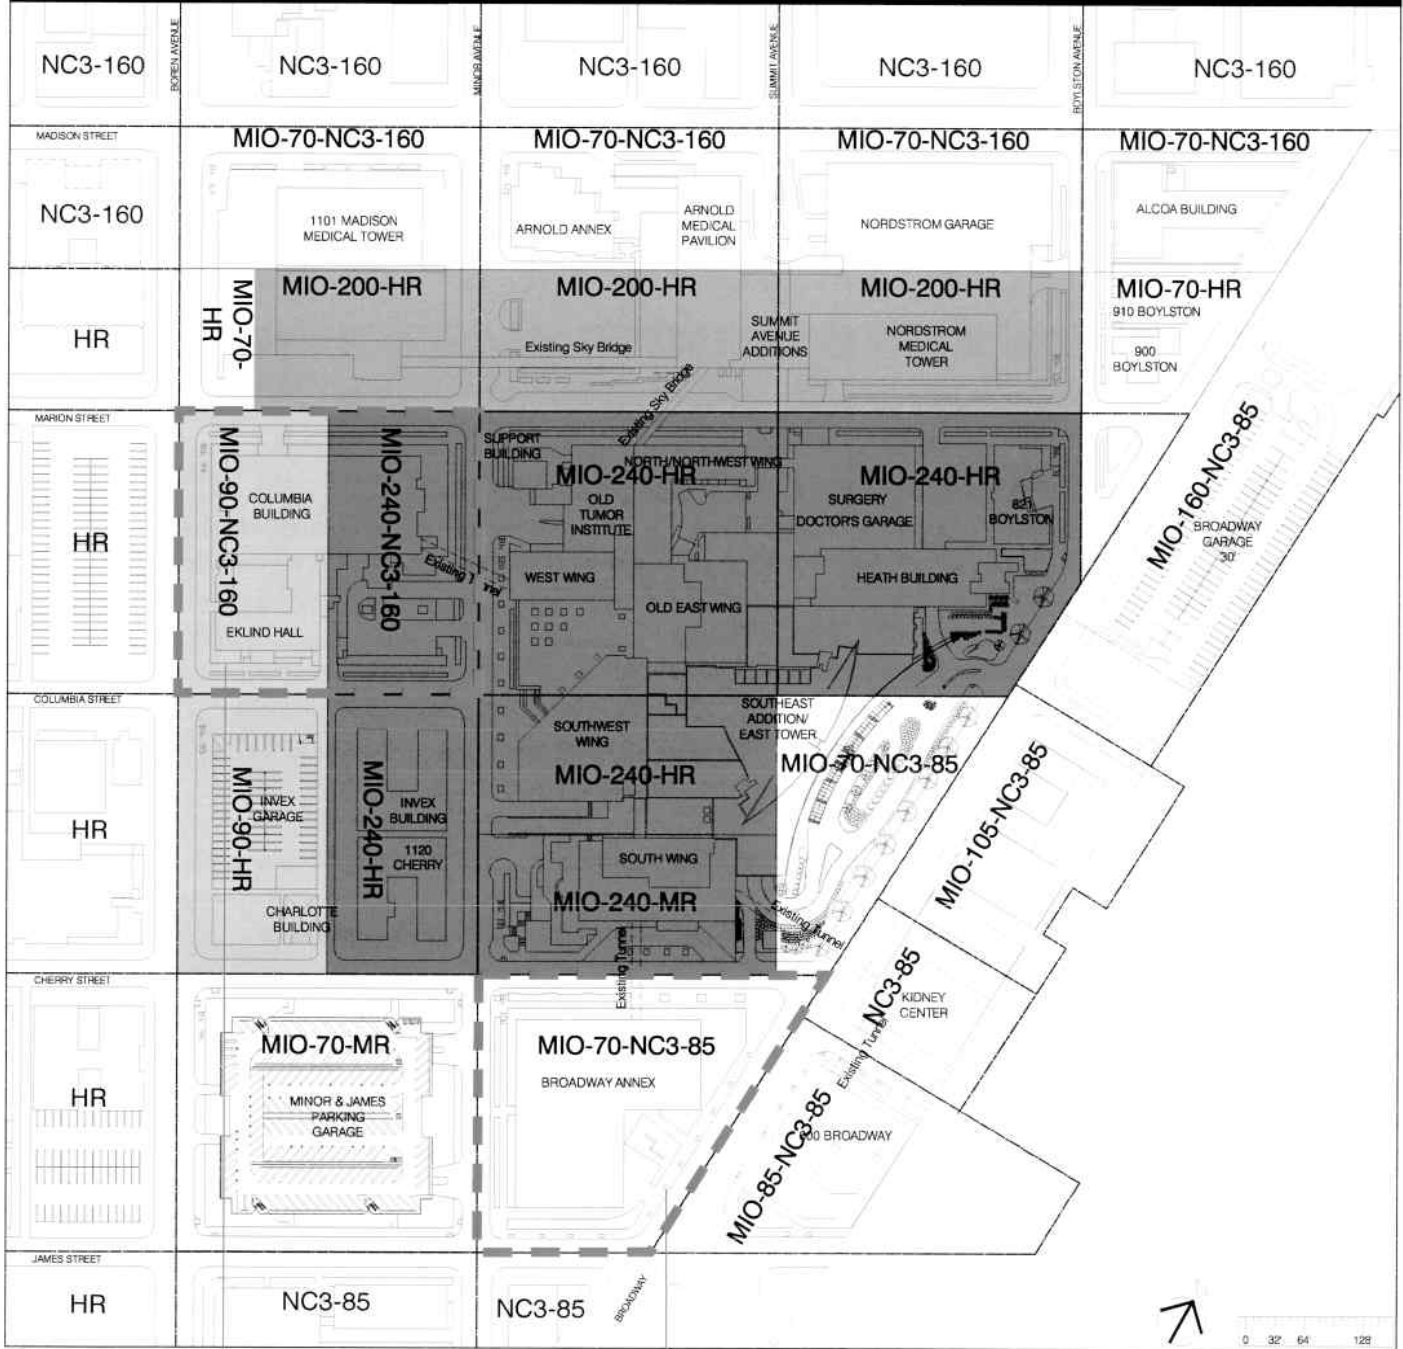 BOREN AVENUE
MINOR AVENUE
SUMMIT AVENUE
BOYLSTON AVENUE
NC3-160
NC3-160
NC3-160
NC3-160
NC3-160
MADISON STREET
MIO-70-NC3-160
MIO-70-NC3-160
MIO-70-NC3-160
MIO-70-NC3-160
NC3-160
1101 MADISON
MEDICAL TOWER
ARNOLD ANNEX
ARNOLD
MEDICAL
PAVILION
NORDSTROM GARAGE
ALCOA BUILDING
MIO-70-
HR
MIO-200-HR
MIO-200-HR
MIO-200-HR
MIO-70-HR
910 BOYLSTON
HR
Existing Sky Bridge
SUMMIT
AVENUE
ADDITIONS
NORDSTROM
MEDICAL
TOWER
900
BOYLSTON
Existing Sky Bridge
MARION STREET
MIO-90-NC3-160
COLUMBIA
BUILDING
MIO-240-NC3-160
SUPPORT
BUILDING
NORTH/NORTHWEST WING
MIO-240-HR
OLD
TUMOR
INSTITUTE
MIO-240-HR
SURGERY
DOCTOR'S GARAGE
821
BOYLSTON
MIO-160-NC3-85
BROADWAY
GARAGE
30'
HR
WEST WING
OLD EAST WING
HEATH BUILDING
EKLIND HALL
COLUMBIA STREET
SOUTHWEST
WING
SOUTHEAST
ADDITION/
EAST TOWER
MIO-240-HR
MIO-70-NC3-85
MIO-105-NC3-85
HR
MIO-90-HR
INVEX
GARAGE
MIO-240-HR
INVEX
BUILDING
1120
CHERRY
SOUTH WING
MIO-240-MR
CHARLOTTE
BUILDING
Existing Tunnel
Existing Tunnel
CHERRY STREET
NC3-85
KIDNEY
CENTER
Existing Tunnel
MIO-70-MR
MIO-70-NC3-85
BROADWAY ANNEX
HR
MINOR & JAMES
PARKING
GARAGE
MIO-85-NC3-85
600 BROADWAY
JAMES STREET
HR
NC3-85
NC3-85
BROADWAY
0 32' 64 128